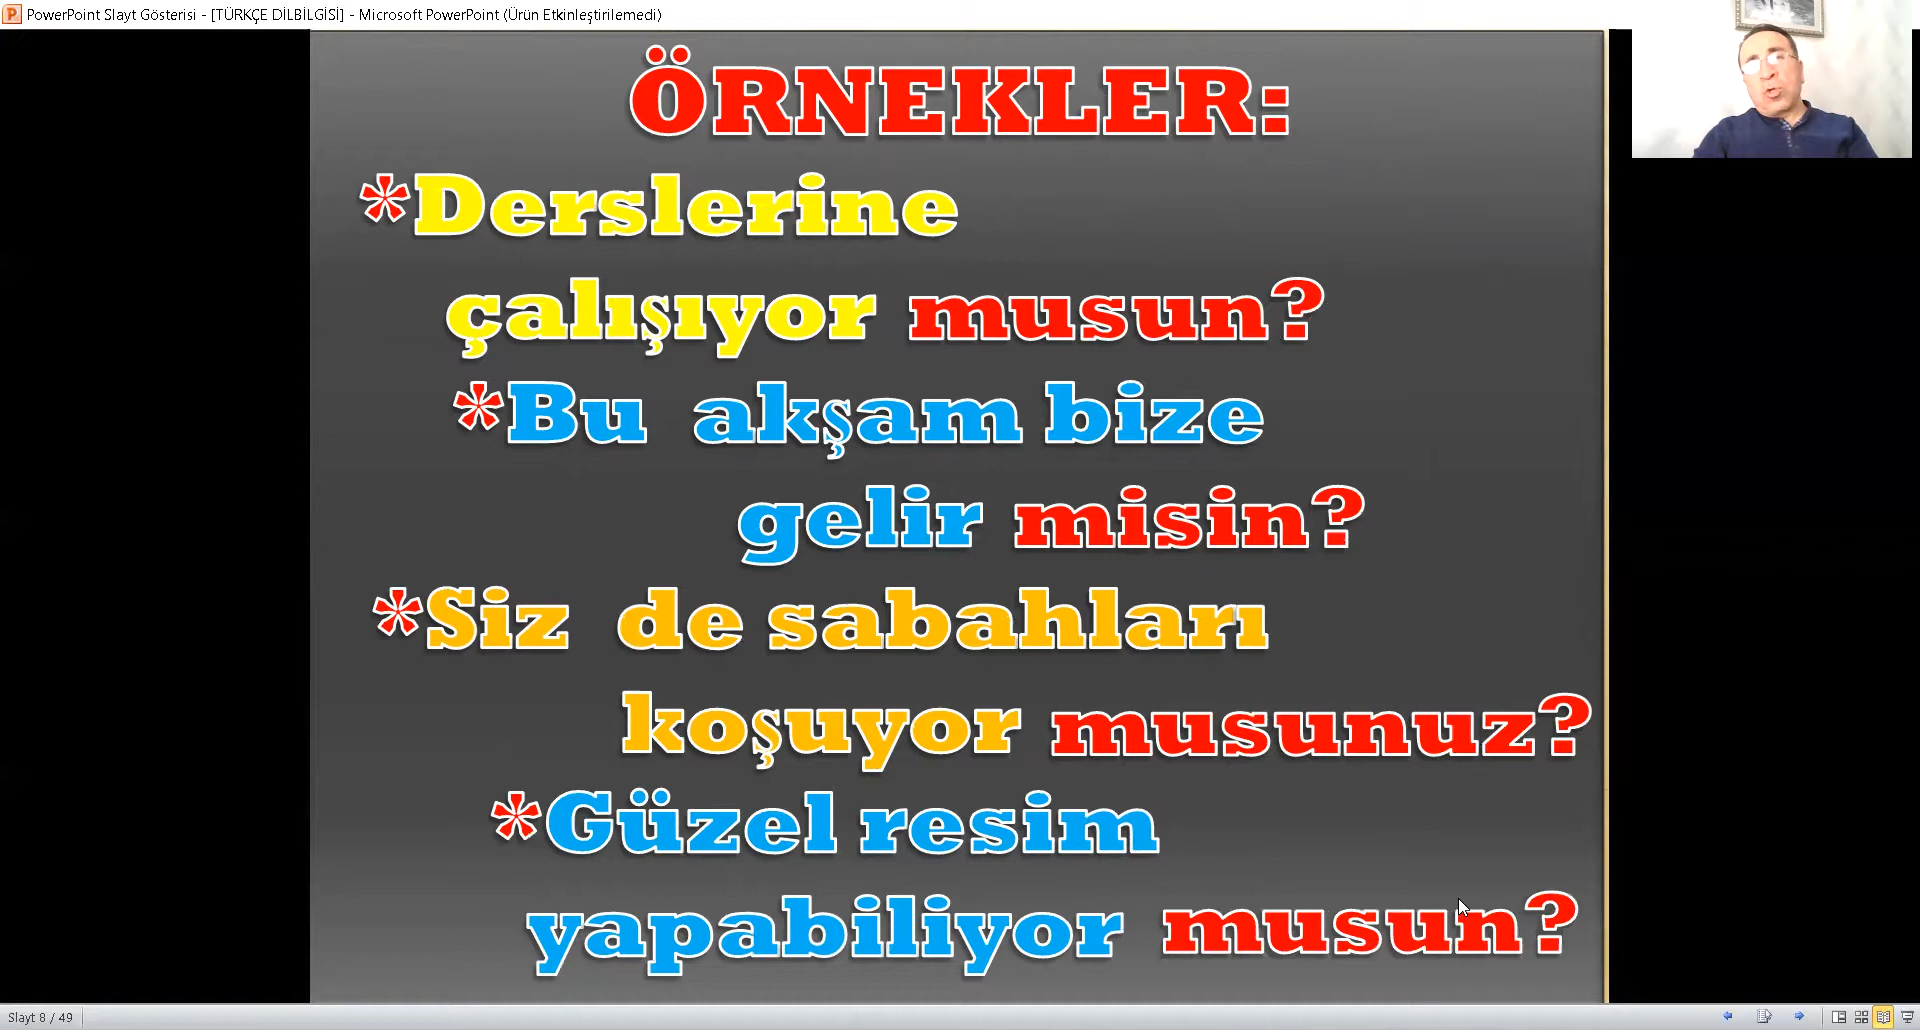 PowerPoint Slayt Gösterisi - [TÜRKÇE DİLBİLGİSİ] - Microsoft PowerPoint (Ürün Etkinleştirilemedi)
ÖRNEKLER:
*Derslerine
çalışıyor musun?
*Bu akşam bize
gelir misin?
*Siz de sabahları
koşuyor musunuz?
*Güzel resim
yapabiliyor musun?
Slayt 8 / 49